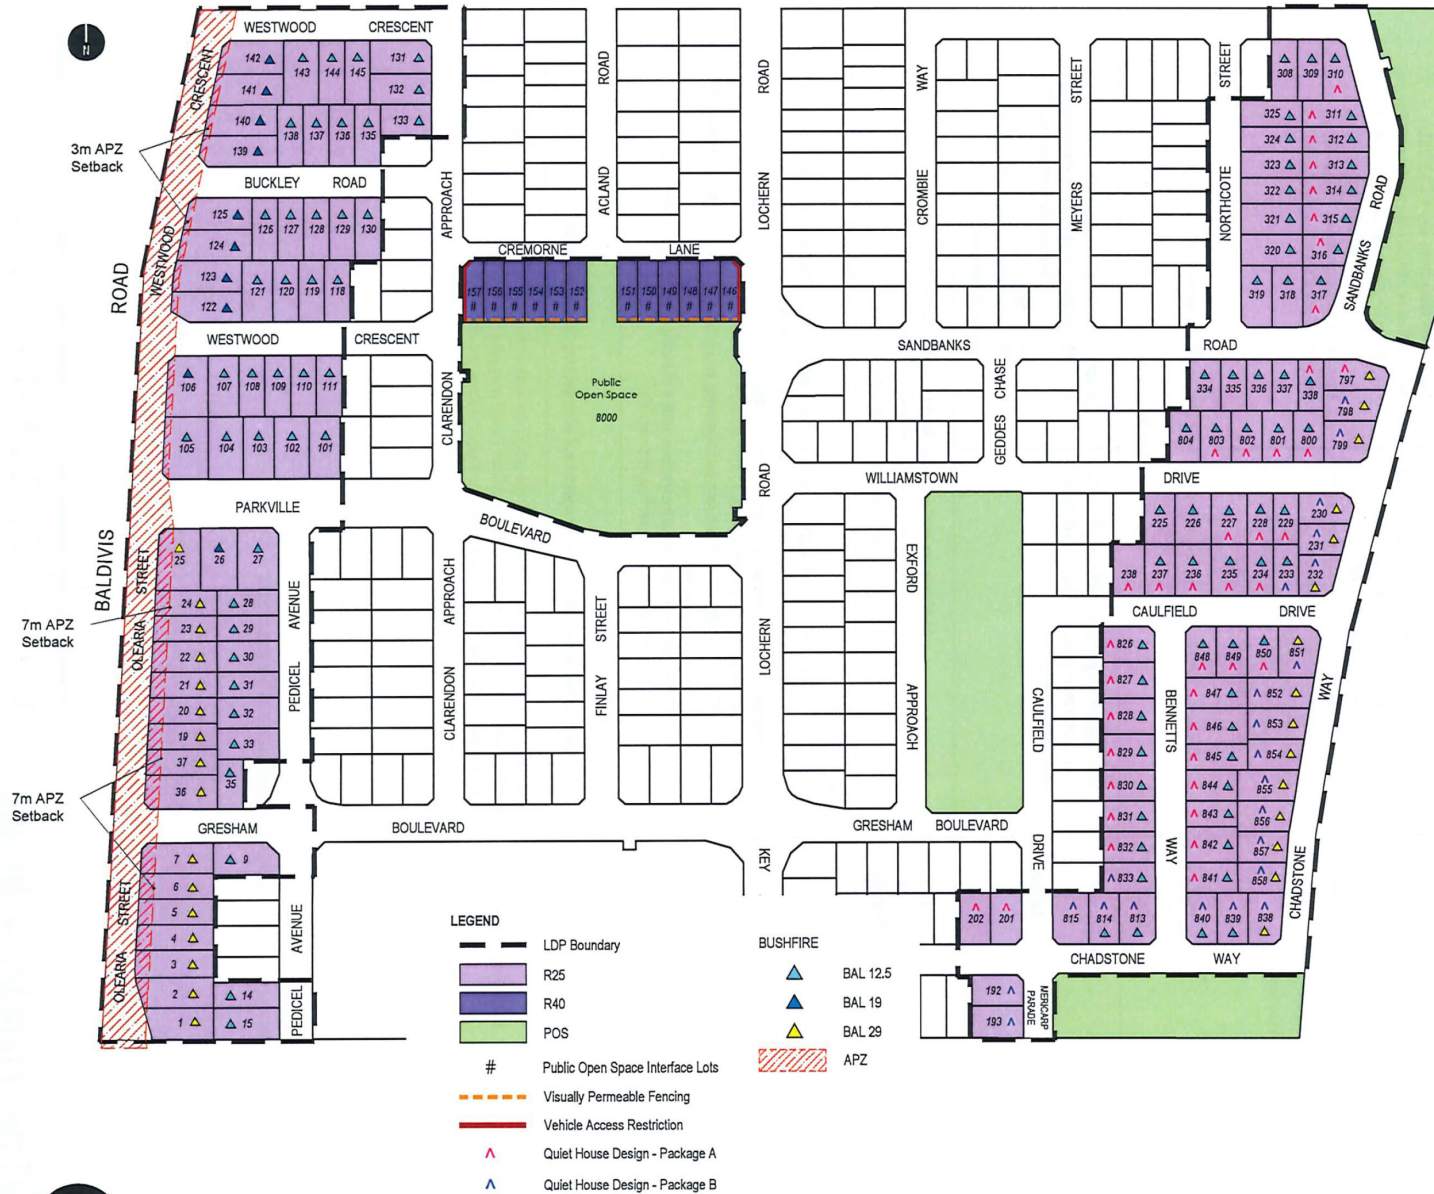 N
WESTWOOD CRESCENT
CRESCENT
142
143
144
145
131
141
132
140
138
137
136
135
133
139
3m APZ
Setback
BUCKLEY ROAD
125
126
127
128
129
130
124
123
121
120
119
118
122
WESTWOOD
ROAD
WESTWOOD CRESCENT
106
107
108
109
110
111
105
104
103
102
101
PARKVILLE
BOULEVARD
APPROACH
CLARENDON
ROAD
ACLAND
CREMORNE LANE
157
156
155
154
153
152
151
150
149
148
147
146
# # # # # # # # # # # #
Public
Open Space
8000
ROAD
LOCHERN
ROAD
LOCHERN
WAY
CROMBIE
STREET
MEYERS
STREET
NORTHCOTE
308
309
310
325
311
324
312
323
313
322
314
321
315
320
316
319
318
317
ROAD
SANDBANKS
SANDBANKS ROAD
CHASE
GEDDES
334
335
336
337
338
797
798
804
803
802
801
800
799
WILLIAMSTOWN DRIVE
225
226
227
228
229
230
231
238
237
236
235
234
233
232
CAULFIELD DRIVE
BALDIVIS
STREET
OLEARIA
25
26
27
24
28
23
29
22
30
21
31
20
32
19
33
37
35
36
7m APZ
Setback
7m APZ
Setback
AVENUE
PEDICEL
APPROACH
CLARENDON
STREET
FINLAY
EXFORD
APPROACH
CAULFIELD
DRIVE
826
827
828
829
830
831
832
833
BENNETTS
WAY
848
849
850
851
847
852
846
853
845
854
844
855
843
856
842
857
841
858
WAY
CHADSTONE
GRESHAM BOULEVARD
GRESHAM BOULEVARD
KEY
7
9
6
5
4
3
2
14
1
15
STREET
OLEARIA
AVENUE
PEDICEL
202
201
815
814
813
840
839
838
CHADSTONE WAY
192
193
MERICARP
PARADE
LEGEND
LDP Boundary
R25
R40
POS
# Public Open Space Interface Lots
Visually Permeable Fencing
Vehicle Access Restriction
Quiet House Design - Package A
Quiet House Design - Package B
BUSHFIRE
BAL 12.5
BAL 19
BAL 29
APZ